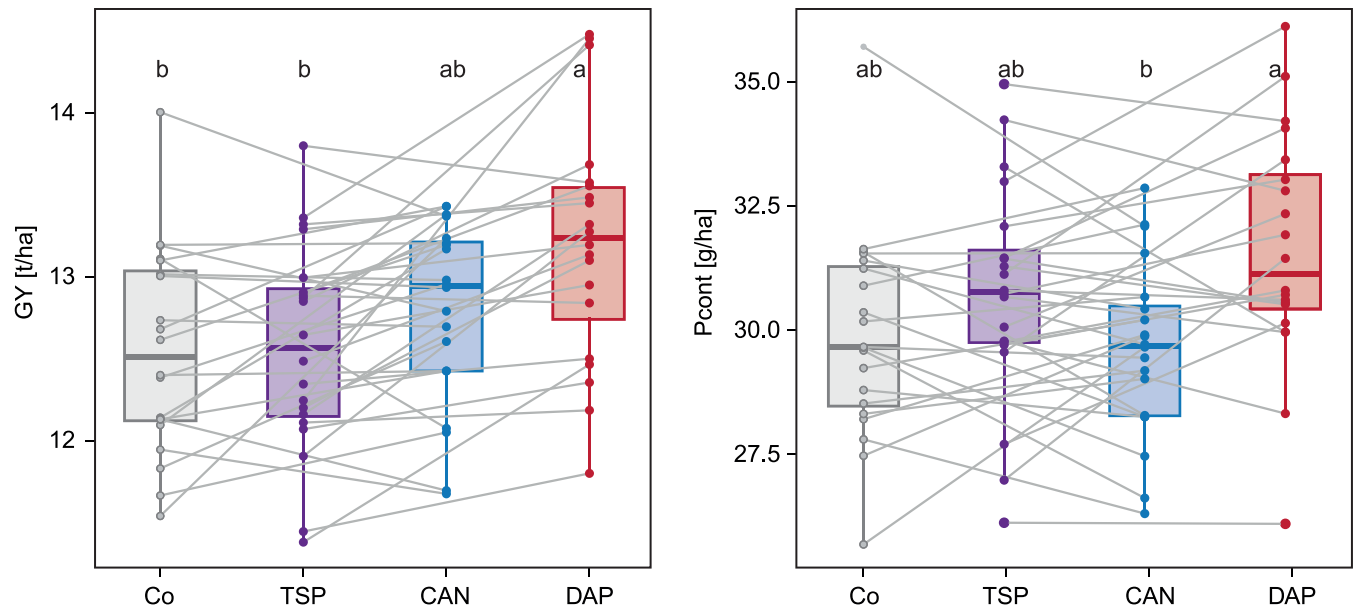 GY [t/ha]
14
13
12
b b ab a
Co TSP CAN DAP
Pcont [g/ha]
35.0
32.5
30.0
27.5
ab ab b a
Co TSP CAN DAP